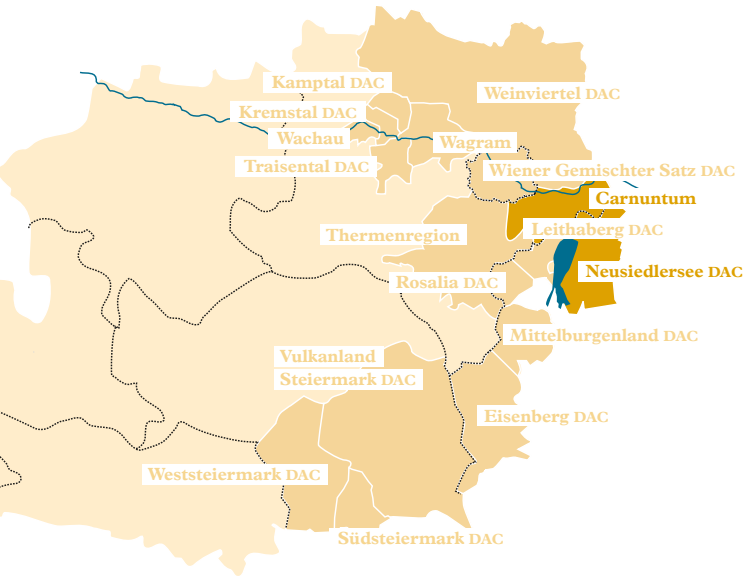 Kamptal DAC
Weinviertel DAC
Kremstal DAC
Wachau
Wagram
Traisental DAC
Wiener Gemischter Satz DAC
Carnuntum
Leithaberg DAC
Thermenregion
Neusiedlersee DAC
Rosalia DAC
Mittelburgenland DAC
Vulkanland
Steiermark DAC
Eisenberg DAC
Weststeiermark DAC
Südsteiermark DAC